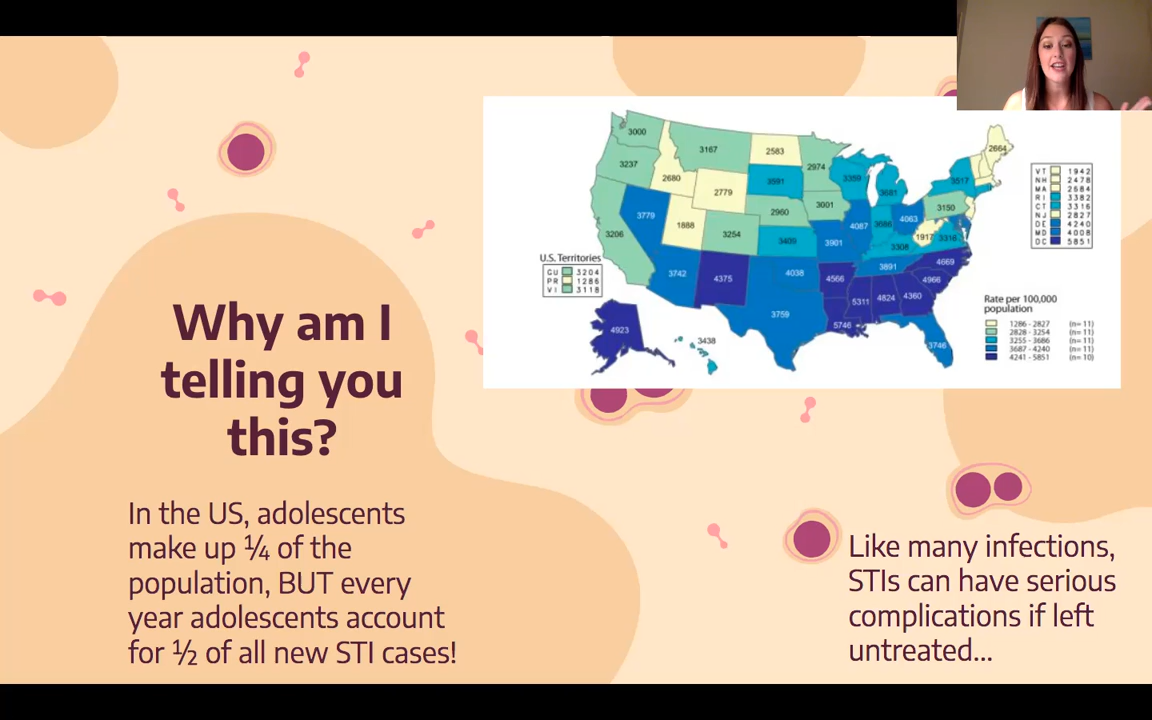 Why am I
telling you
this?
In the US, adolescents
make up ¼ of the
population, BUT every
year adolescents account
for ½ of all new STI cases!
3000
3167
2583
2974
2664
3237
2680
2779
3591
3359
3681
3517
3779
1888
3254
2960
3001
4087
3686
4063
3150
1917
3206
3409
3901
3308
3316
3742
4375
4038
3891
4669
4566
4966
3759
5311
4824
4360
5746
3746
4923
3438
U.S. Territories
GU 3204
PR 1286
VI 3118
VT 1942
NH 2478
MA 2684
RI 3382
CT 3316
NJ 2827
DE 4240
MD 4008
DC 5851
Rate per 100,000
population
1286 - 2827 (n= 11)
2828 - 3254 (n= 11)
3255 - 3686 (n= 11)
3687 - 4240 (n= 11)
4241 - 5851 (n= 10)
Like many infections,
STIs can have serious
complications if left
untreated...